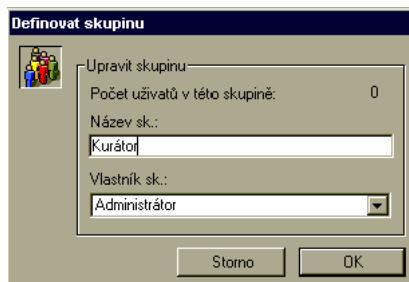 Definovat skupinu
Upravit skupinu
Počet uživatů v této skupině: 0
Název sk.:
Kurátor
Vlastník sk.:
Administrátor
Storno OK